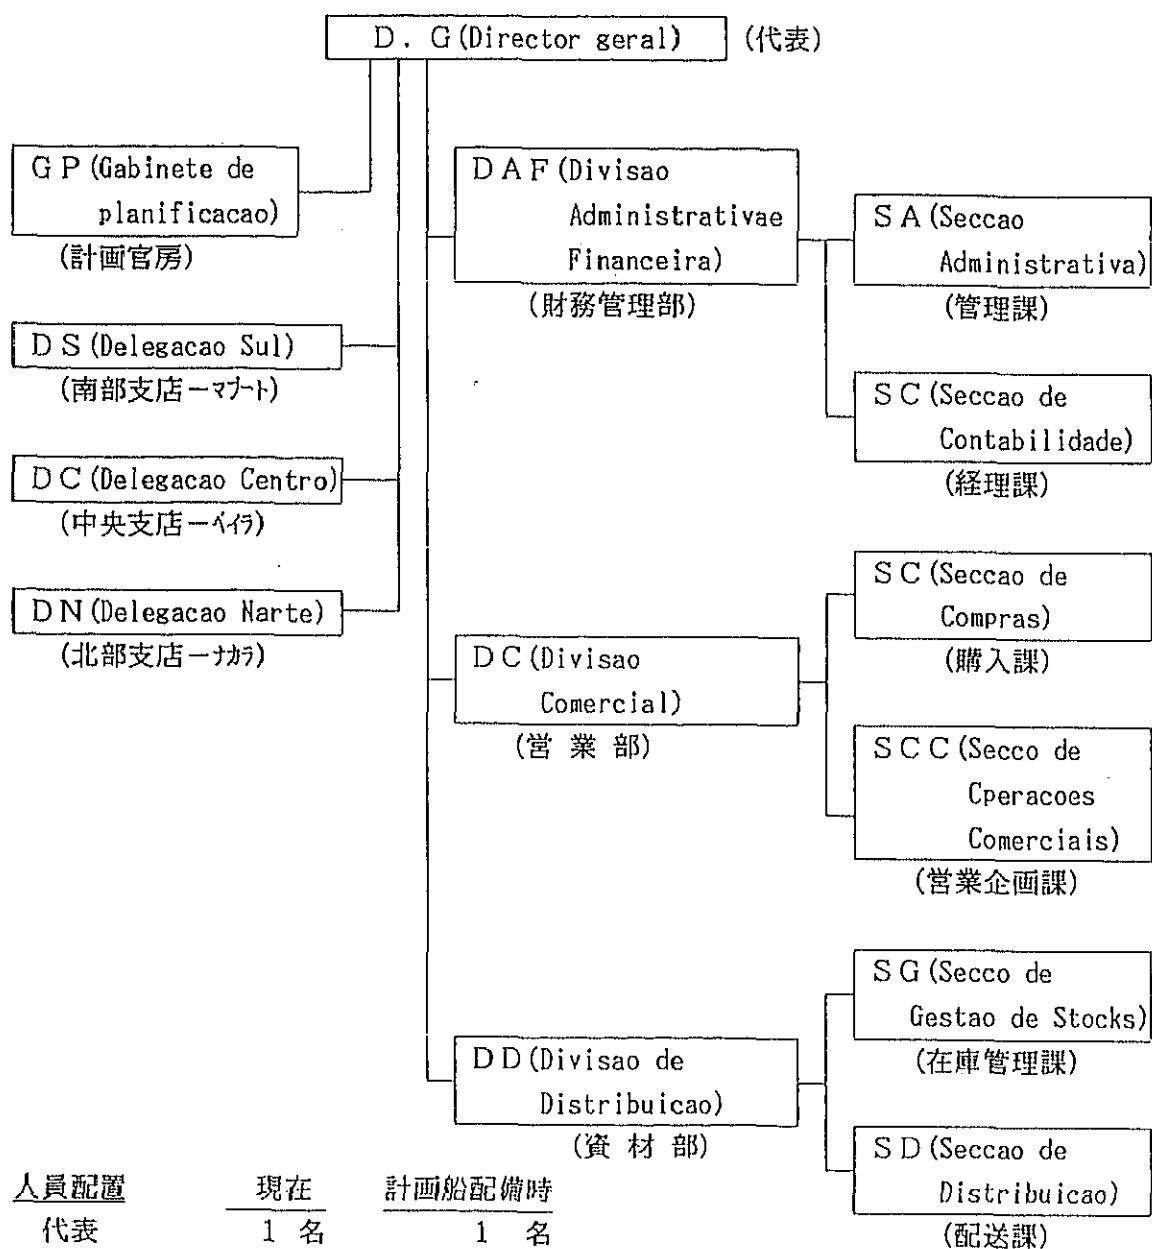 D．G(Director geral) (代表)
GP(Gabinete de
planificacao)
(計画官房)
DS(Delegacao Sul)
(南部支店ーマプート)
DC(Delegacao Centro)
(中央支店ーベイラ)
DN(Delegacao Narte)
(北部支店ーナカラ)
DAF(Divisao
Administrativae
Financeira)
(財務管理部)
SA(Seccao
Administrativa)
(管理課)
SC(Seccao de
Contabilidade)
(経理課)
DC(Divisao
Comercial)
(営 業 部)
SC(Seccao de
Compras)
(購入課)
SCC(Secco de
Cperacoes
Comerciais)
(営業企画課)
DD(Divisao de
Distribuicao)
(資 材 部)
SG(Secco de
Gestao de Stocks)
(在庫管理課)
SD(Seccao de
Distribuicao)
(配送課)
人員配置 現在 計画船配備時
代表 1 名 1 名